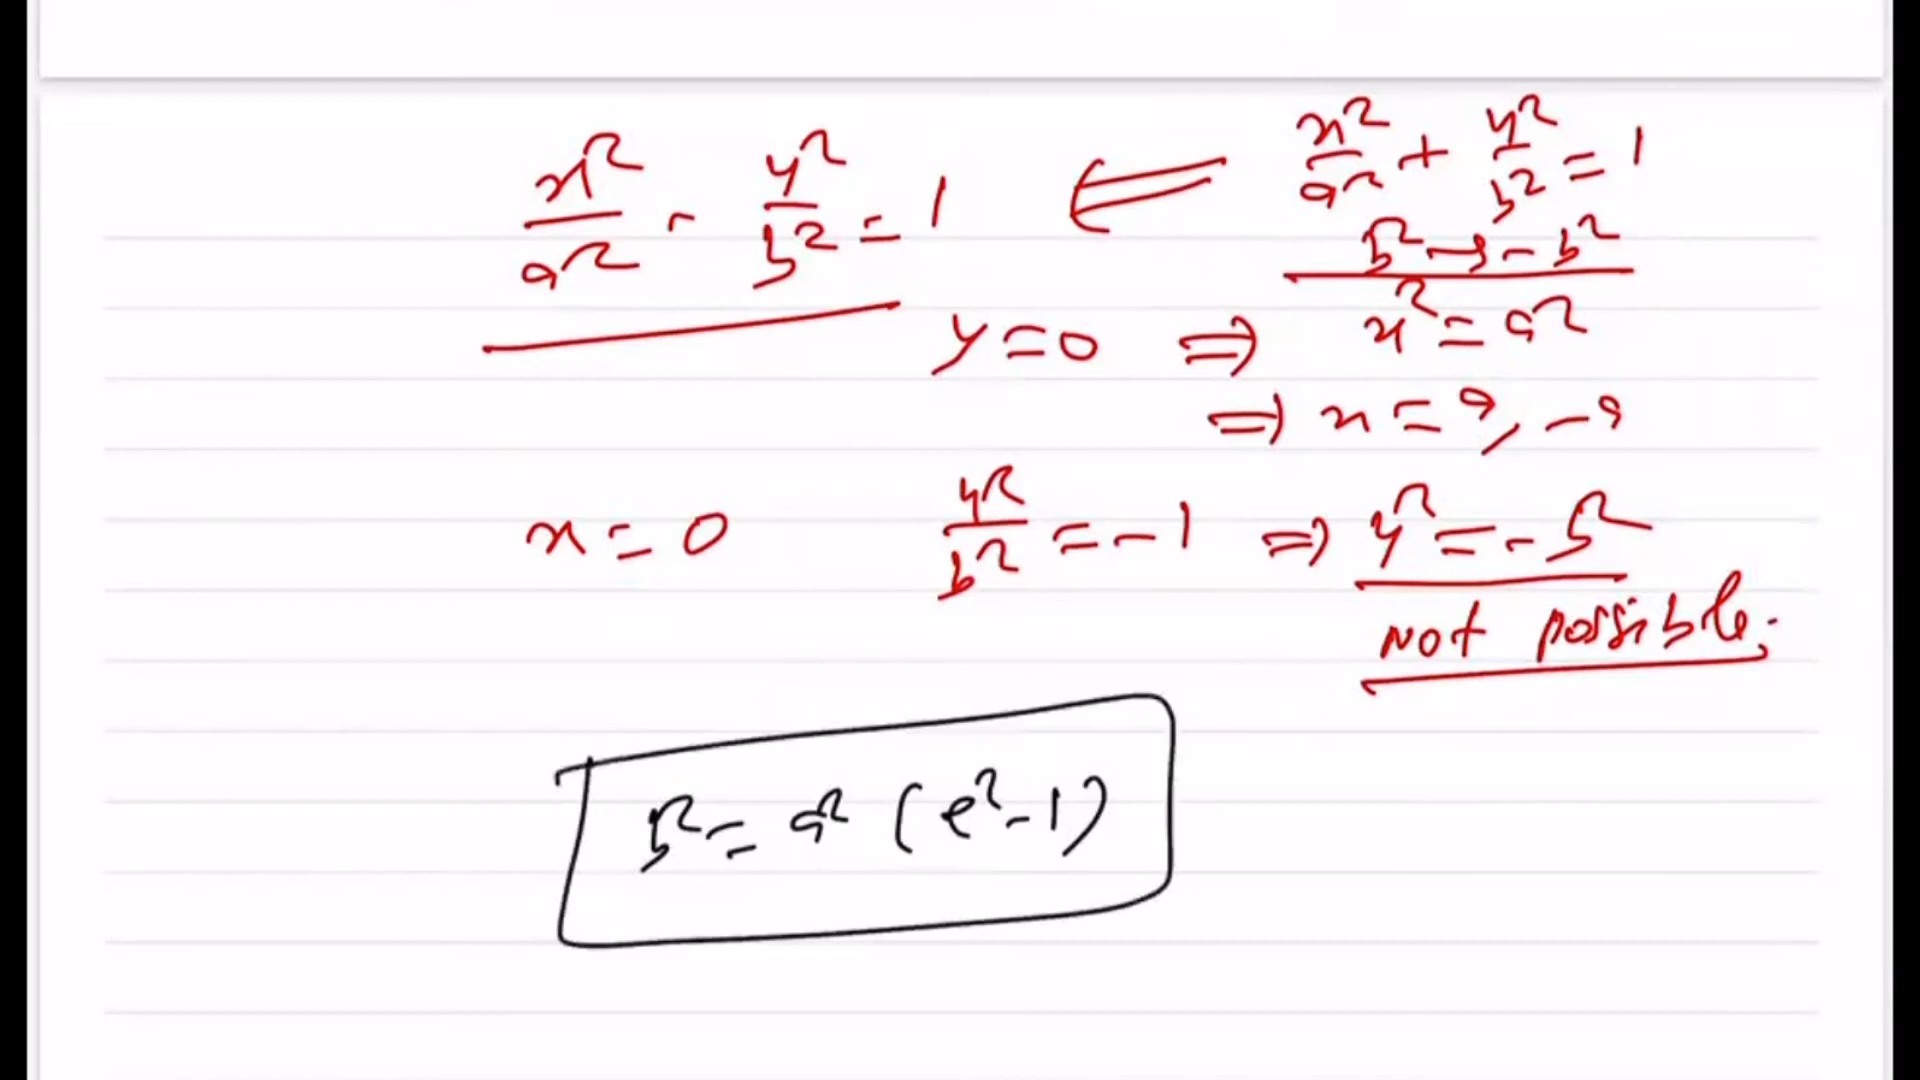 x²/a² - y²/b² = 1 ⟸ x²/a² + y²/b² = 1
b² → - b²
y = 0 ⇒ x² = a²
⇒ x = a, -a
x = 0 y²/b² = -1 ⇒ y² = - b²
Not possible.
b² = a² (e² - 1)